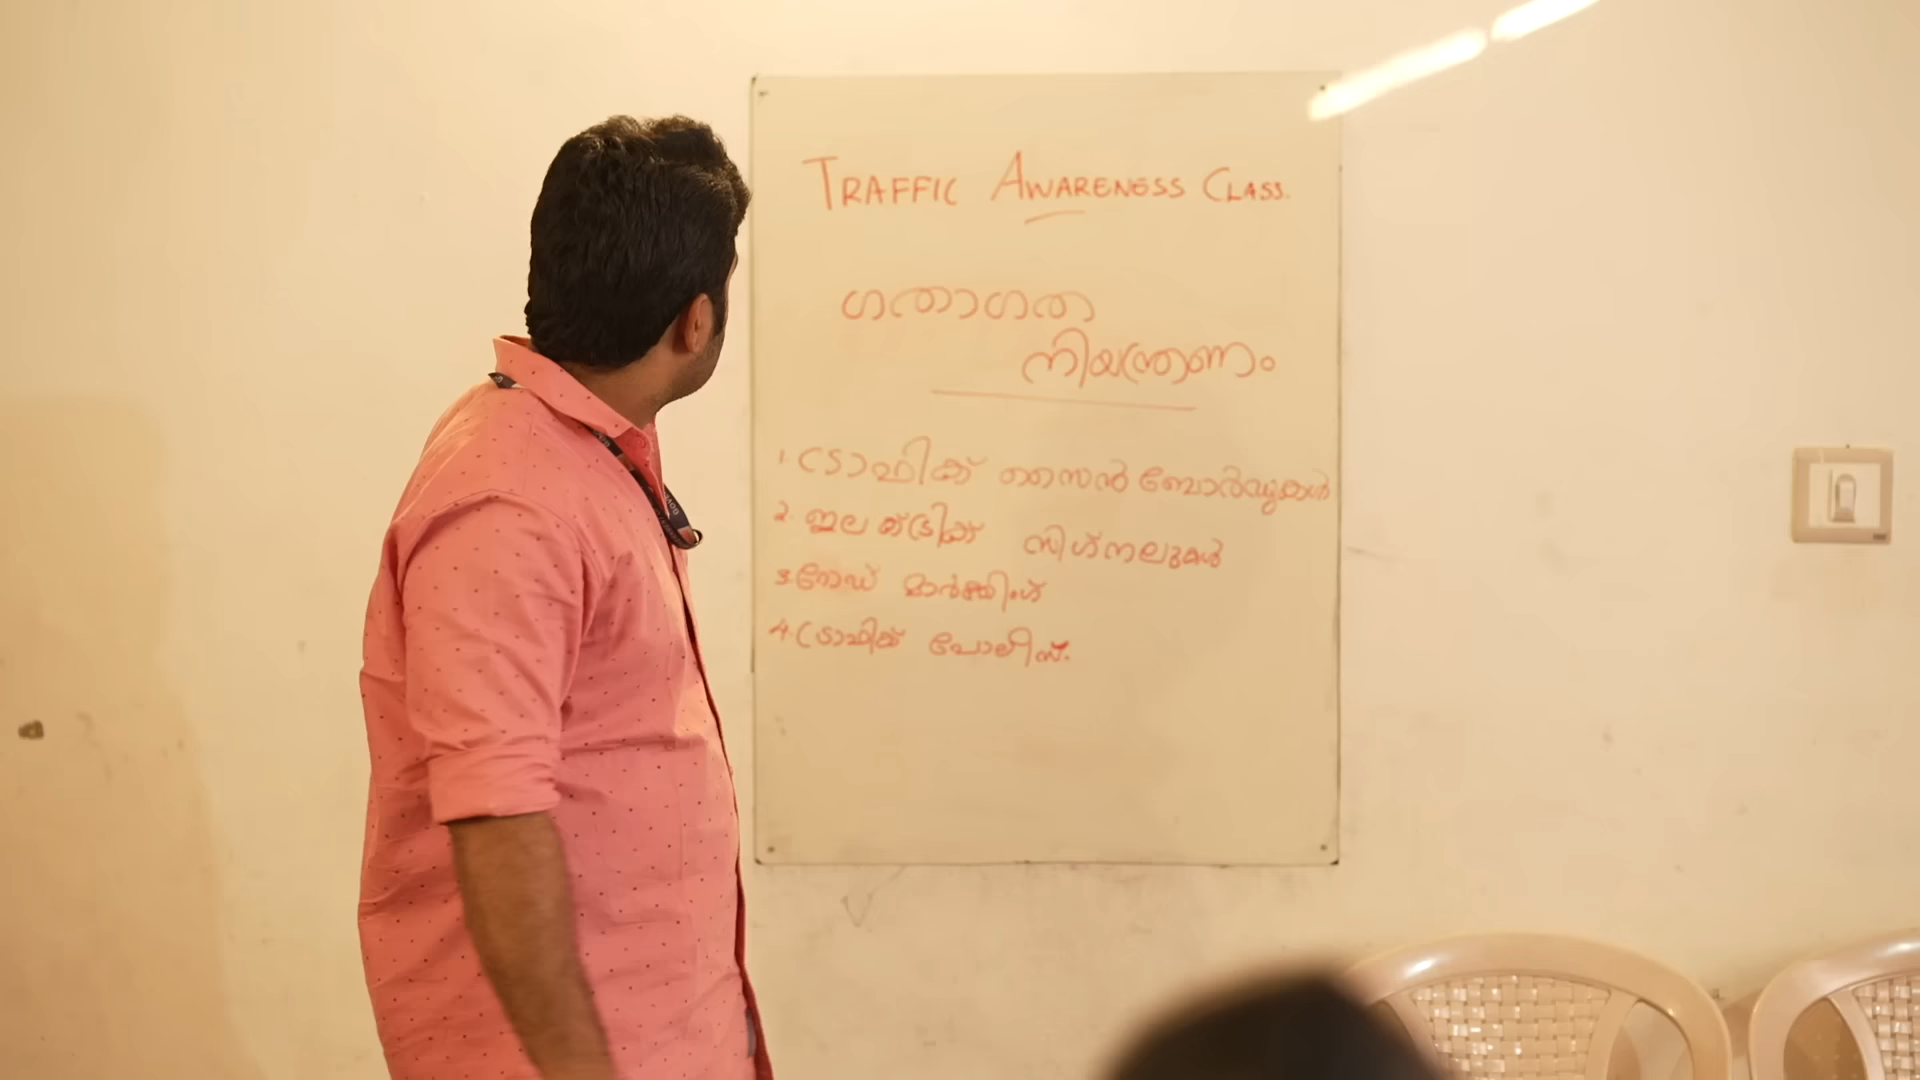 TRAFFIC AWARENESS CLASS.
ഗതാഗത
നിയന്ത്രണം
1. ട്രാഫിക് സൈൻ ബോർഡുകൾ
2. ഇലക്ട്രിക് സിഗ്നലുകൾ
3. റോഡ് മാർക്കിംഗ്
4. ട്രാഫിക് പോലീസ്.